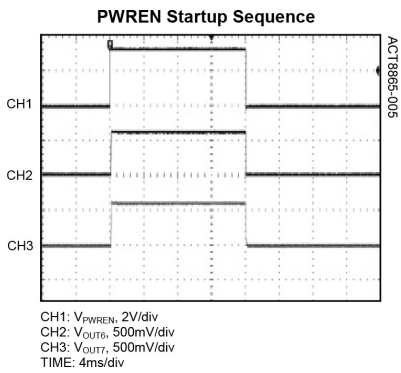 PWREN Startup Sequence
ACT8865-005
CH1
CH2
CH3
CH1: VPWREN, 2V/div
CH2: VOUT6, 500mV/div
CH3: VOUT7, 500mV/div
TIME: 4ms/div